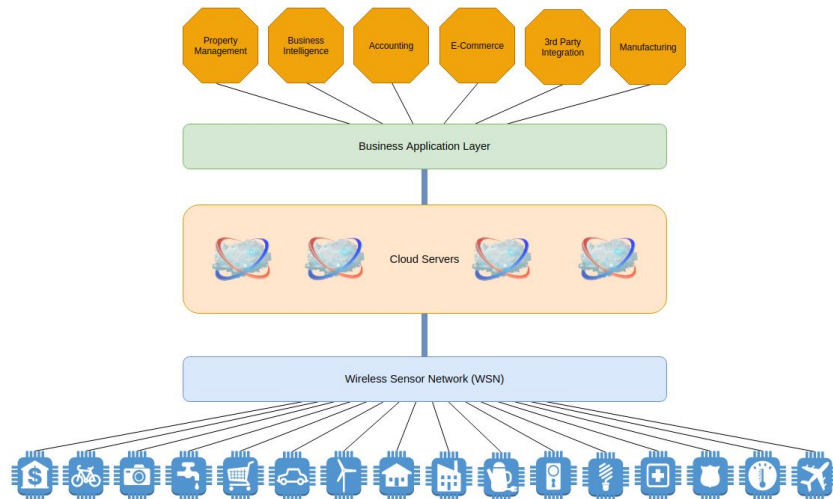 Property
Management
Business
Intelligence
Accounting
E-Commerce
3rd Party
Integration
Manufacturing
Business Application Layer
Cloud Servers
Wireless Sensor Network (WSN)
$